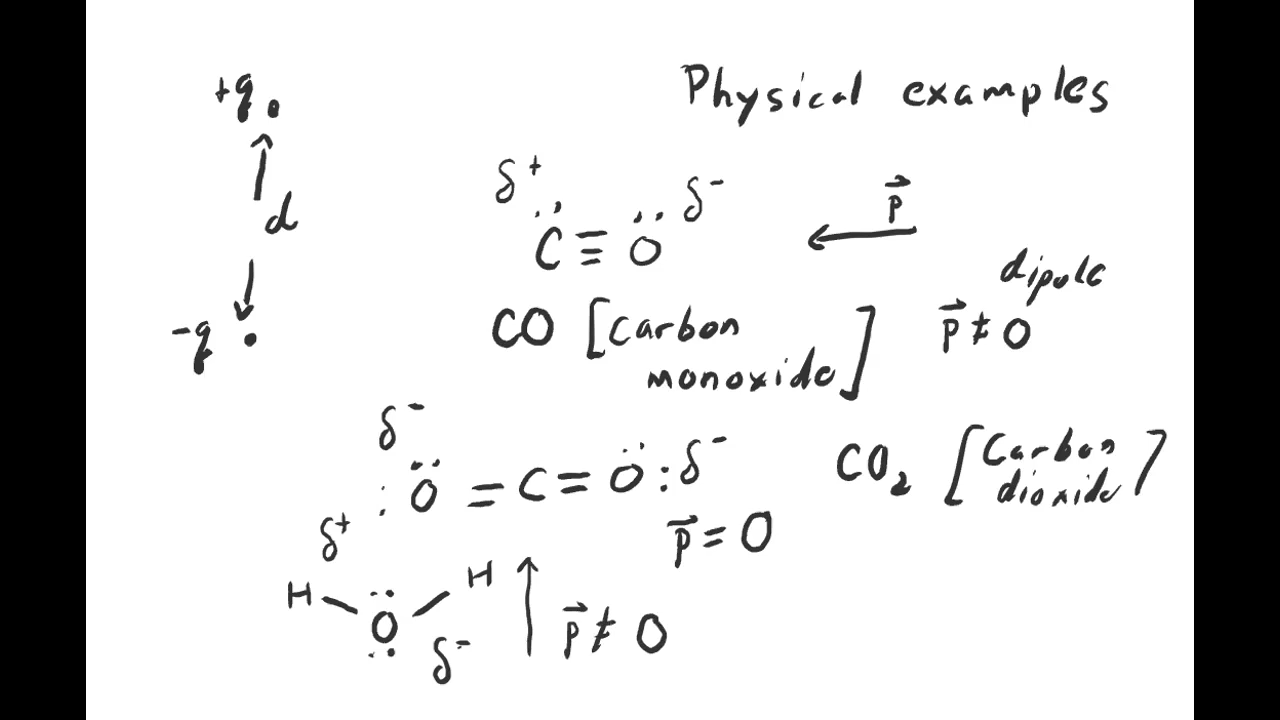 Physical examples
+q
d
-q
δ⁺ δ⁻
C≡O
p⃗
CO [Carbon monoxide]
dipole
p⃗ ≠ 0
δ⁻ δ⁻
O=C=O
CO₂ [Carbon dioxide]
p⃗ = 0
δ⁺
H H
O
δ⁻
p⃗ ≠ 0